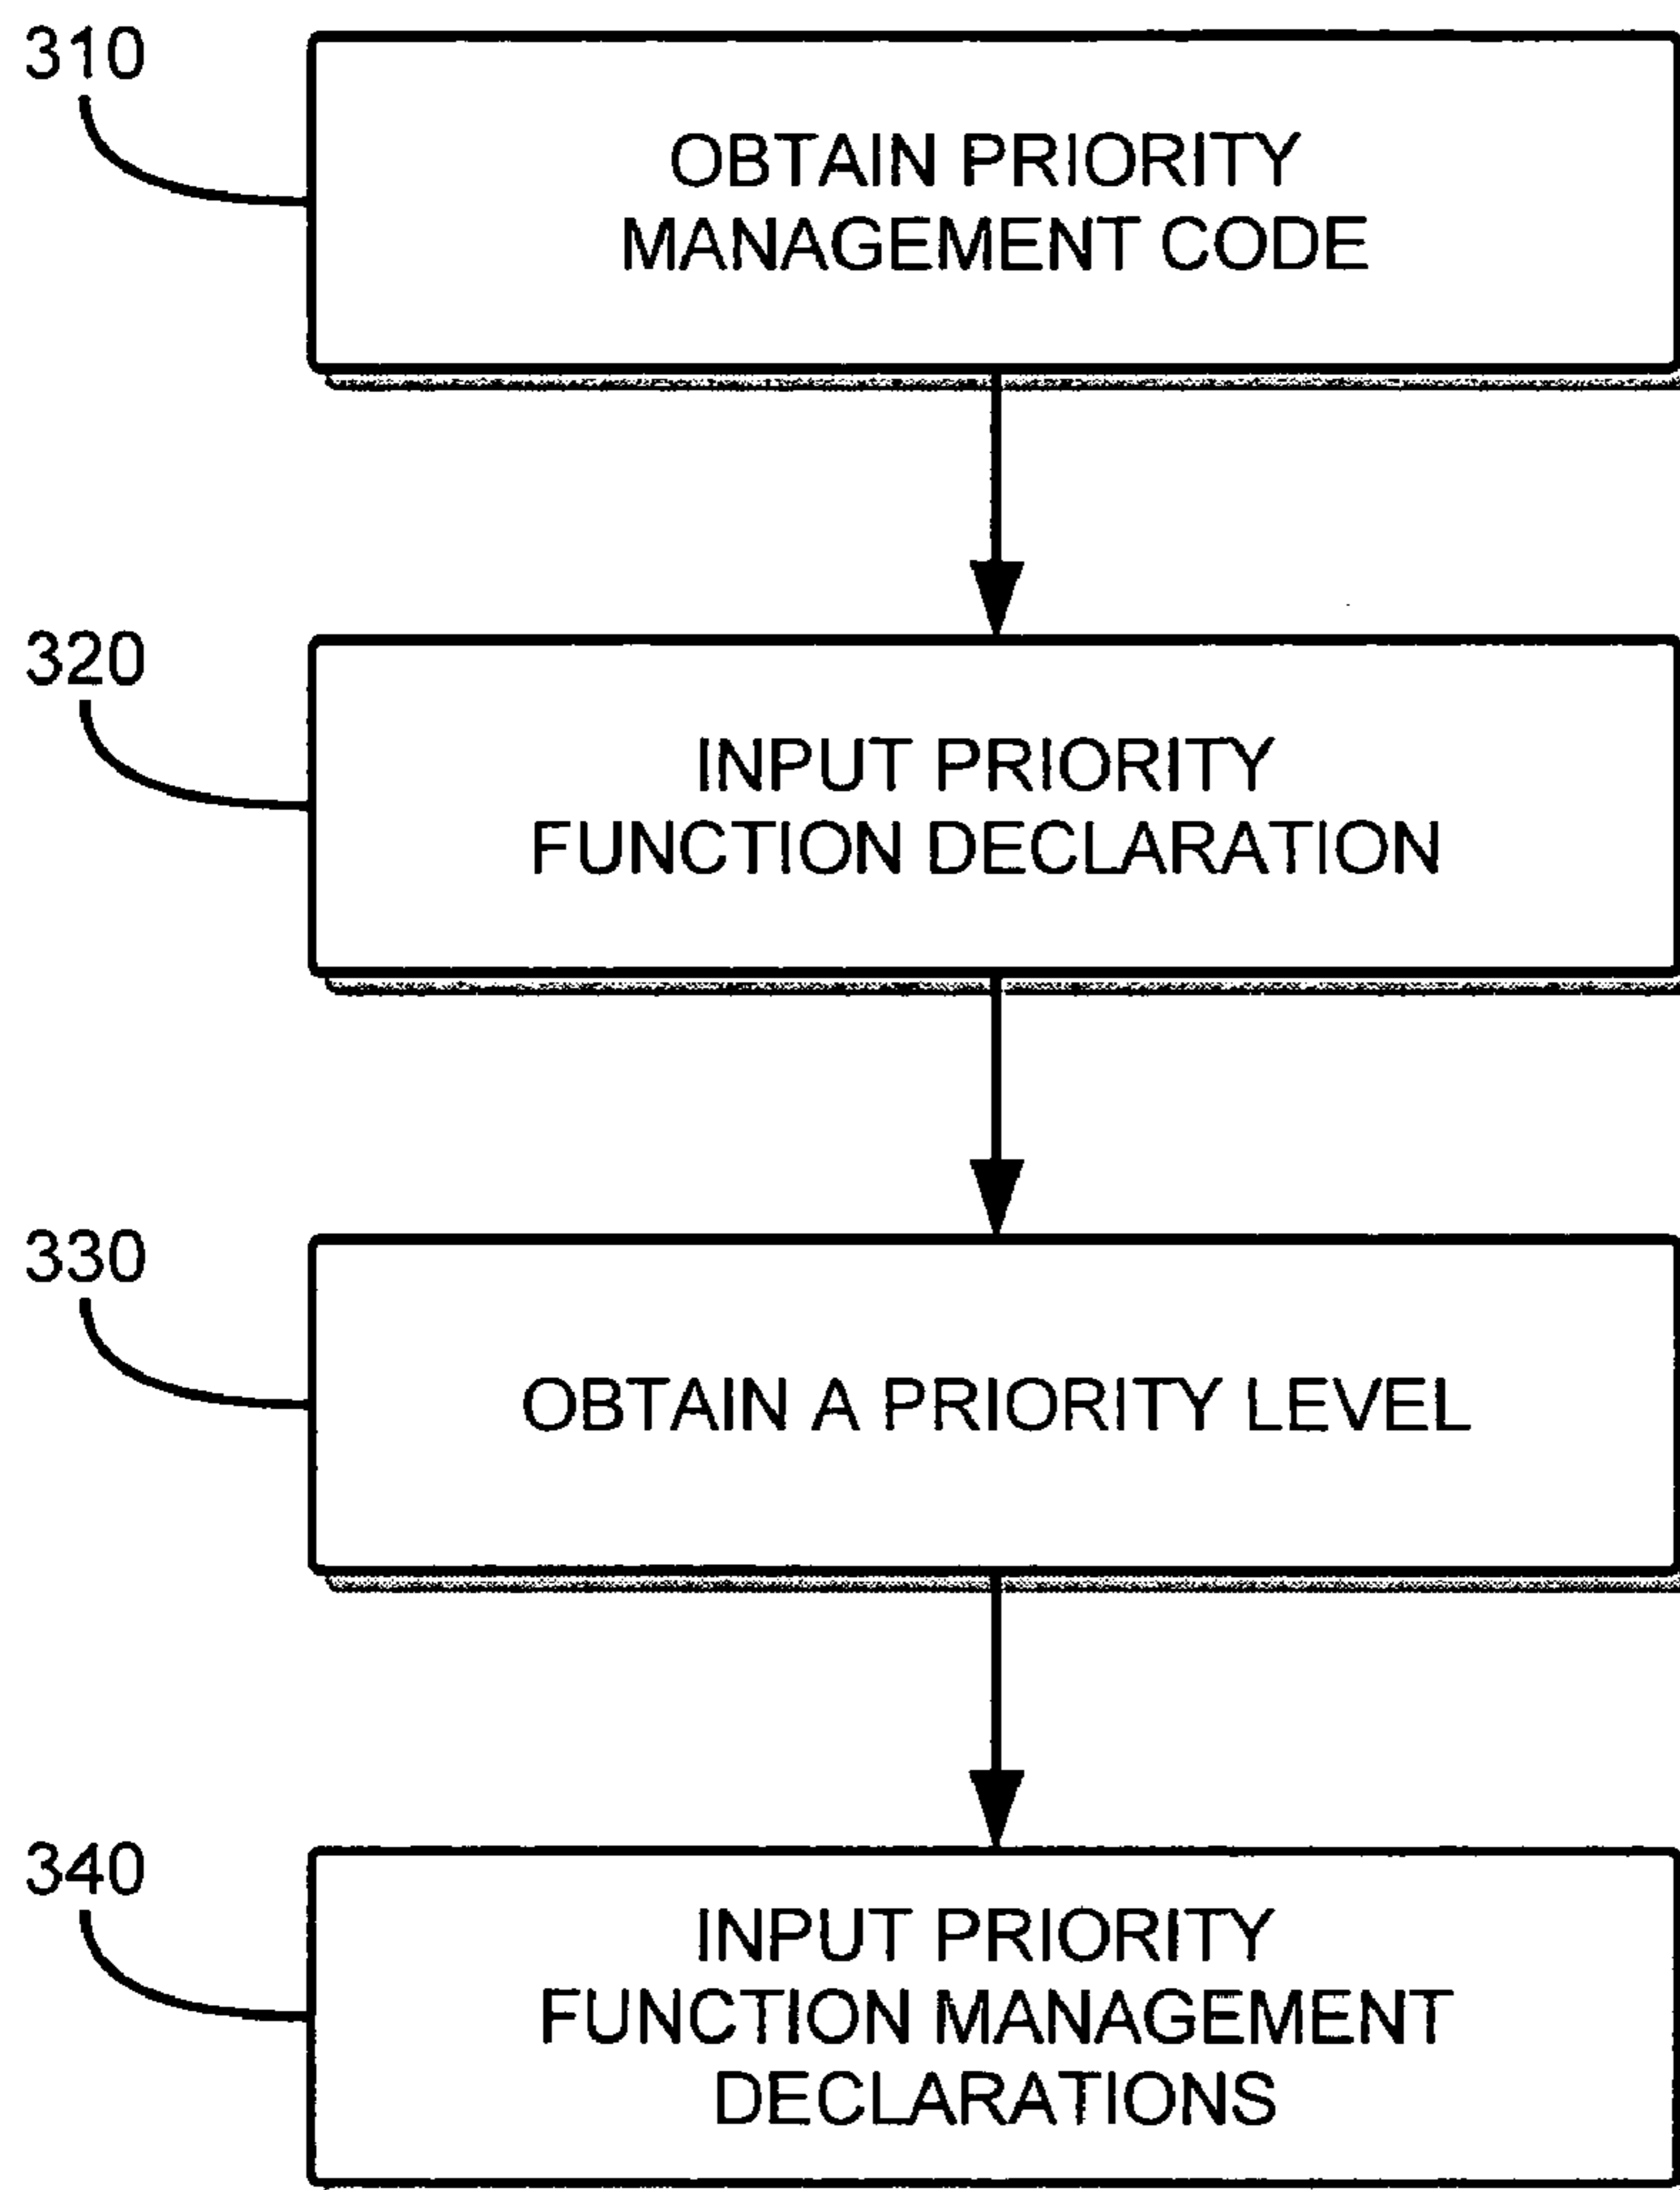 310
OBTAIN PRIORITY
MANAGEMENT CODE
320
INPUT PRIORITY
FUNCTION DECLARATION
330
OBTAIN A PRIORITY LEVEL
340
INPUT PRIORITY
FUNCTION MANAGEMENT
DECLARATIONS